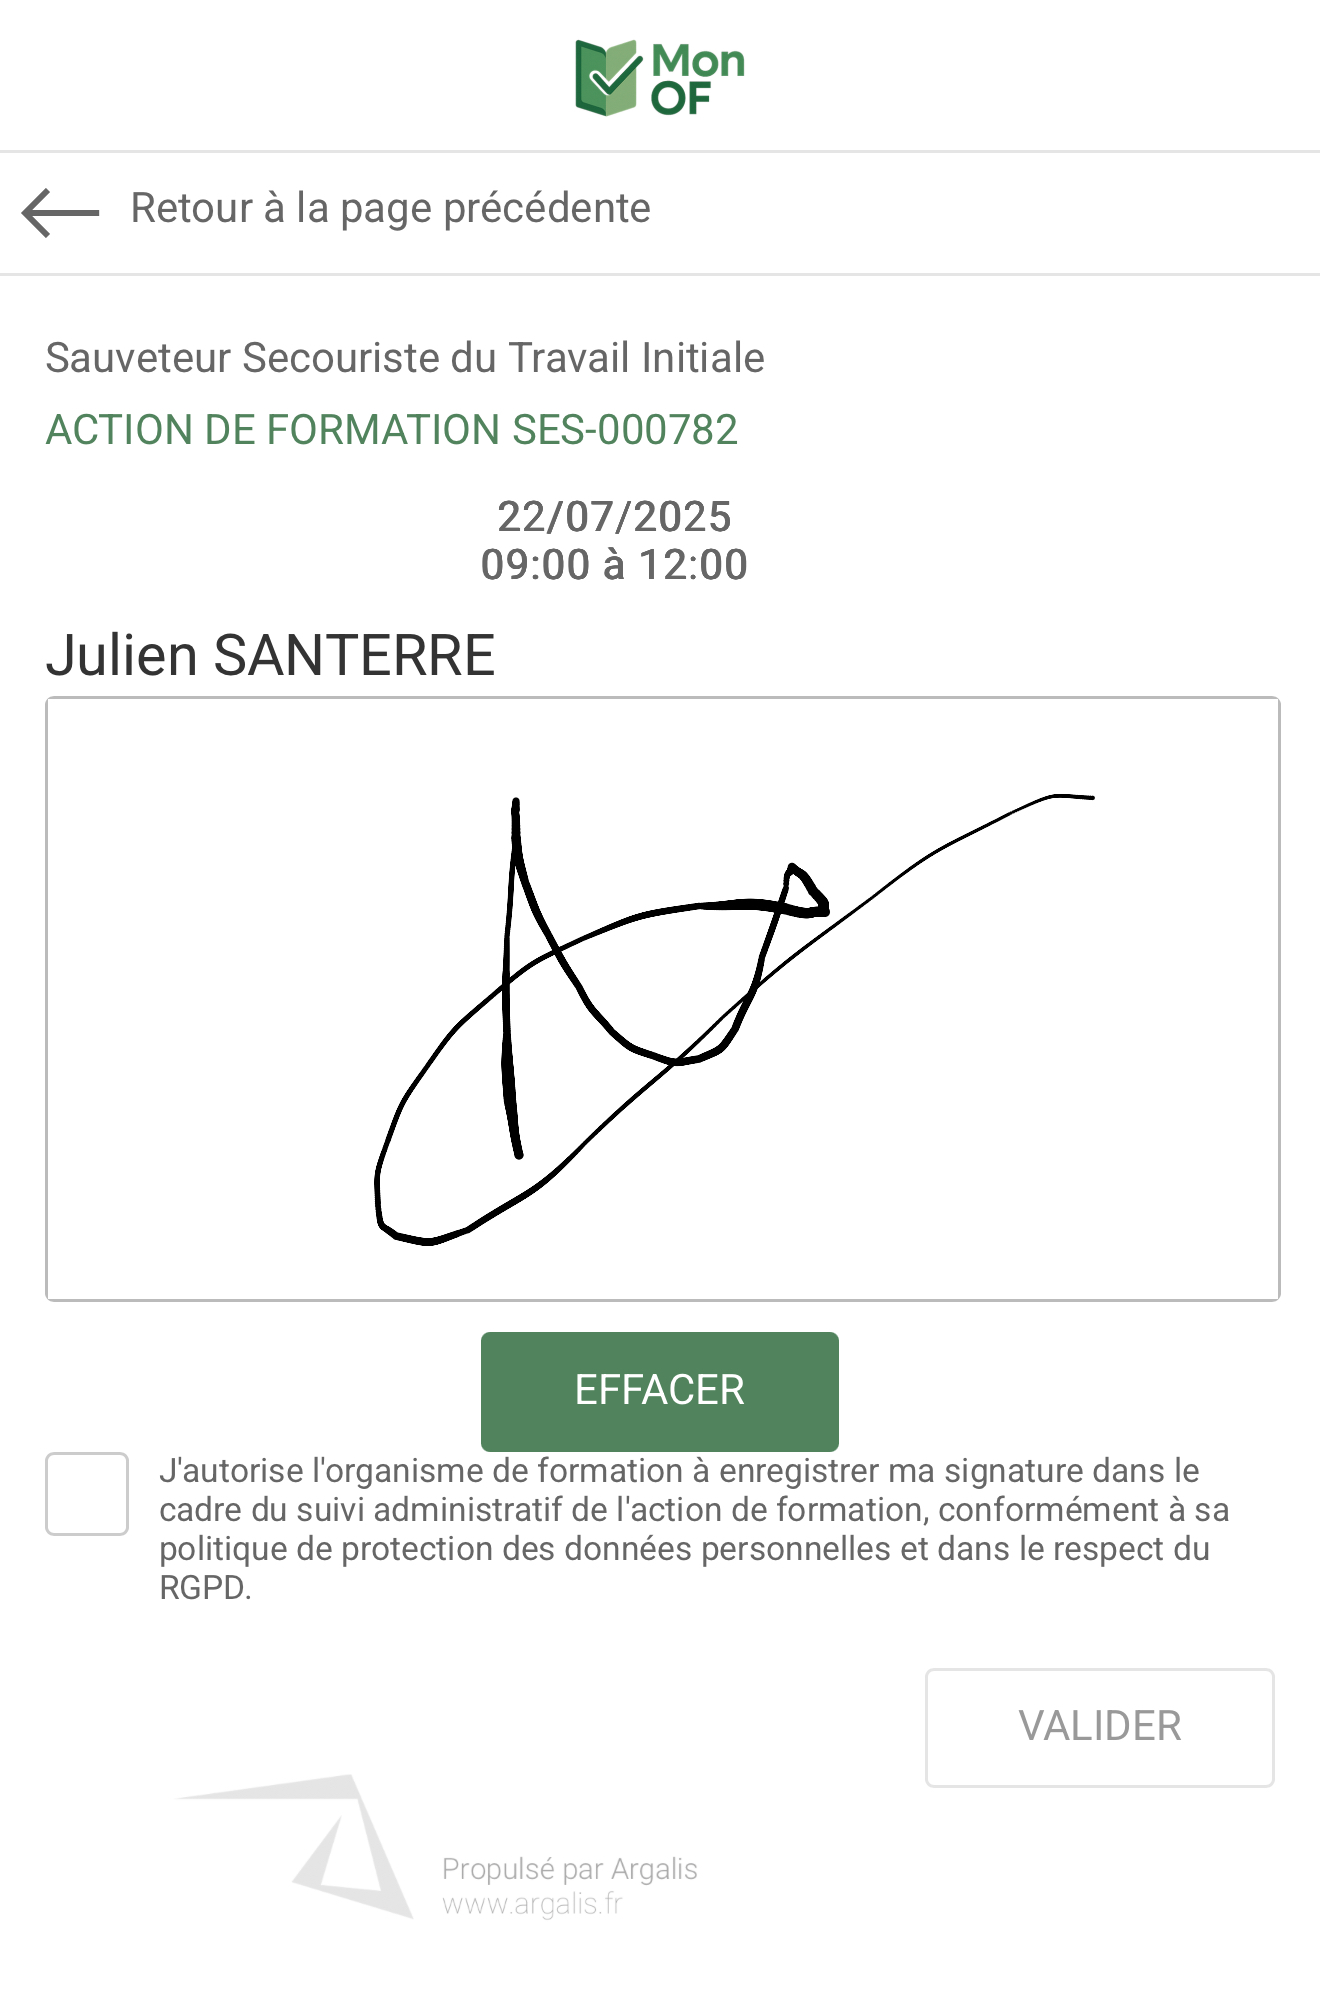 Mon
OF
Retour à la page précédente
Sauveteur Secouriste du Travail Initiale
ACTION DE FORMATION SES-000782
22/07/2025
09:00 à 12:00
Julien SANTERRE
EFFACER
J'autorise l'organisme de formation à enregistrer ma signature dans le
cadre du suivi administratif de l'action de formation, conformément à sa
politique de protection des données personnelles et dans le respect du
RGPD.
VALIDER
Propulsé par Argalis
www.argalis.fr